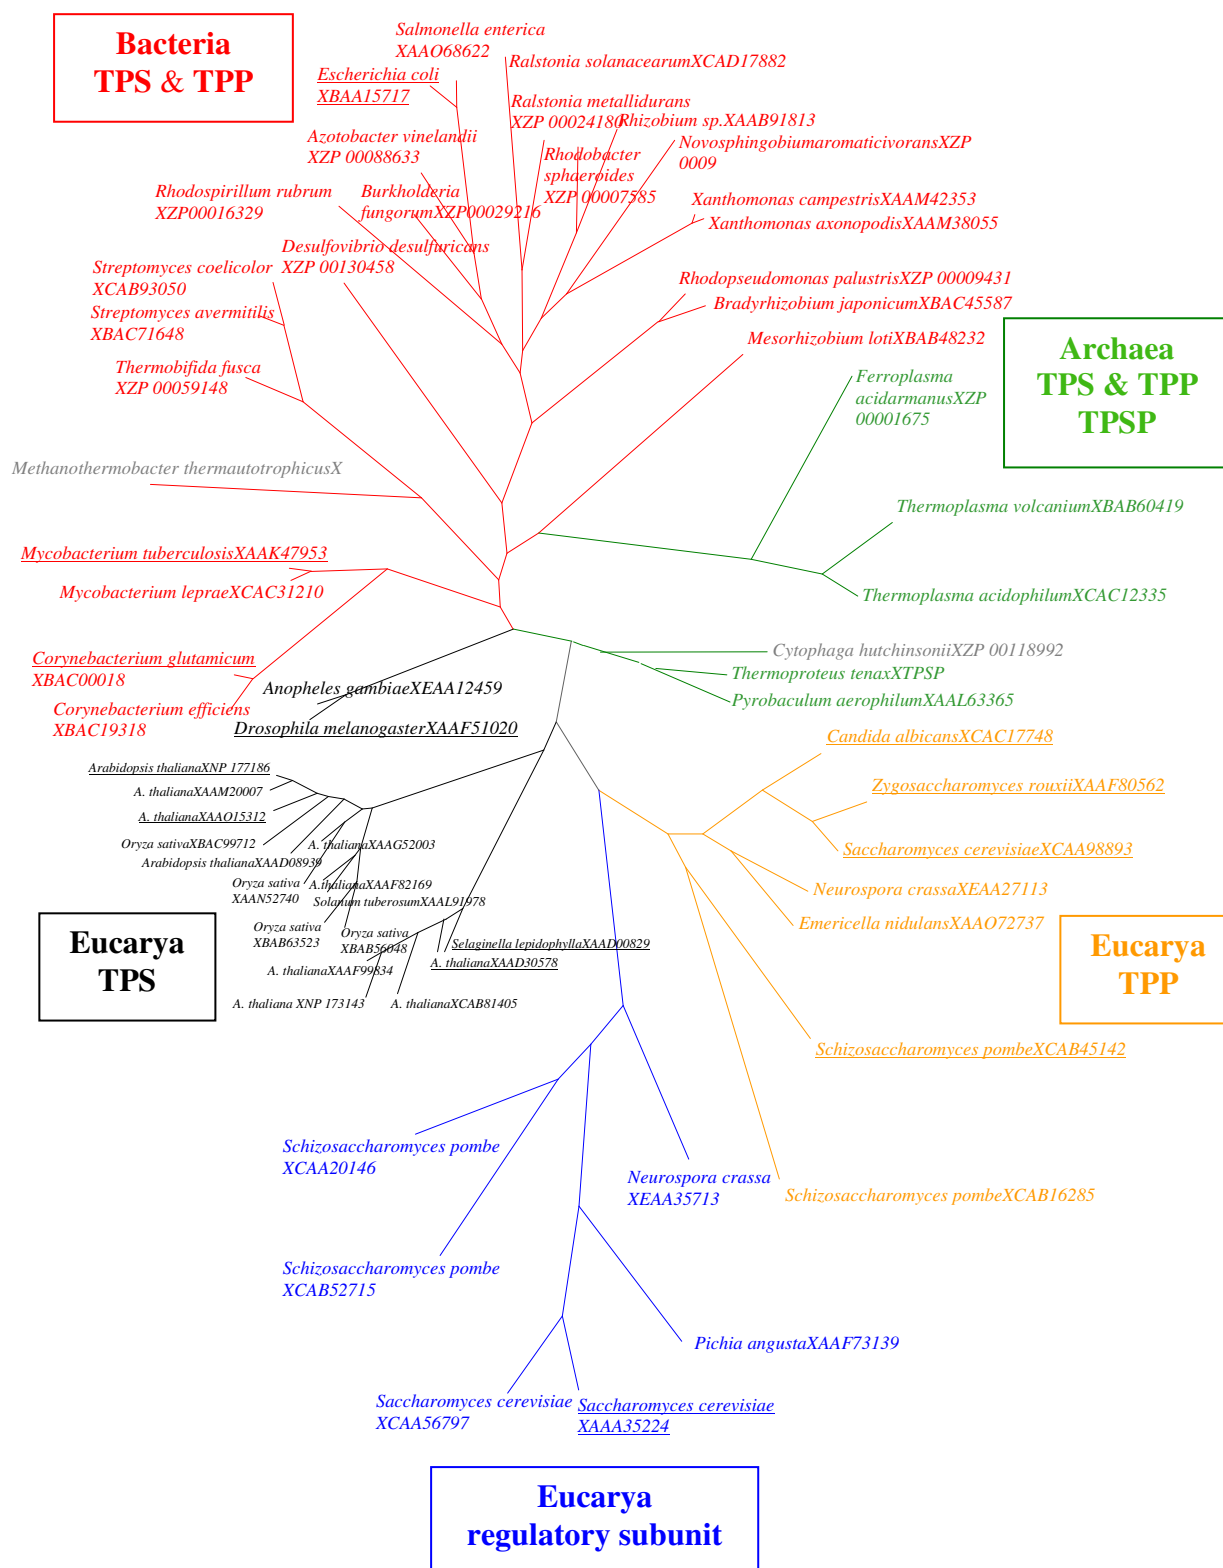 Bacteria
TPS & TPP
Salmonella enterica
XAAO68622
Ralstonia solanacearumXCAD17882
Escherichia coli
XBAA15717
Ralstonia metallidurans
XZP 00024180
Rhizobium sp.XAAB91813
Azotobacter vinelandii
XZP 00088633
NovosphingobiumaromaticivoransXZP
0009
Rhodobacter
sphaeroides
XZP 00007585
Rhodospirillum rubrum
XZP00016329
Burkholderia
fungorumXZP00029216
Xanthomonas campestrisXAAM42353
Xanthomonas axonopodisXAAM38055
Desulfovibrio desulfuricans
XZP 00130458
Streptomyces coelicolor
XCAB93050
Rhodopseudomonas palustrisXZP 00009431
Bradyrhizobium japonicumXBAC45587
Streptomyces avermitilis
XBAC71648
Mesorhizobium lotiXBAB48232
Archaea
TPS & TPP
TPSP
Thermobifida fusca
XZP 00059148
Ferroplasma
acidarmanusXZP
00001675
Methanothermobacter thermautotrophicusX
Thermoplasma volcaniumXBAB60419
Mycobacterium tuberculosisXAAK47953
Mycobacterium lepraeXCAC31210
Thermoplasma acidophilumXCAC12335
Corynebacterium glutamicum
XBAC00018
Cytophaga hutchinsoniiXZP 00118992
Thermoproteus tenaxXTPSP
Anopheles gambiaeXEAA12459
Pyrobaculum aerophilumXAAL63365
Corynebacterium efficiens
XBAC19318
Drosophila melanogasterXAAF51020
Candida albicansXCAC17748
Arabidopsis thalianaXNP 177186
A. thalianaXAAM20007
Zygosaccharomyces rouxiiXAAF80562
A. thalianaXAAO15312
Oryza sativaXBAC99712
A. thalianaXAAG52003
Saccharomyces cerevisiaeXCAA98893
Arabidopsis thalianaXAAD08939
Oryza sativa
XAAN52740
A.thalianaXAAF82169
Neurospora crassaXEAA27113
Solanum tuberosumXAAL91978
Emericella nidulansXAAO72737
Eucarya
TPS
Oryza sativa
XBAB63523
Oryza sativa
XBAB56048
Selaginella lepidophyllaXAAD00829
A. thalianaXAAD30578
Eucarya
TPP
A. thalianaXAAF99834
A. thaliana XNP 173143
A. thalianaXCAB81405
Schizosaccharomyces pombeXCAB45142
Schizosaccharomyces pombe
XCAA20146
Neurospora crassa
XEAA35713
Schizosaccharomyces pombeXCAB16285
Schizosaccharomyces pombe
XCAB52715
Pichia angustaXAAF73139
Saccharomyces cerevisiae
XCAA56797
Saccharomyces cerevisiae
XAAA35224
Eucarya
regulatory subunit